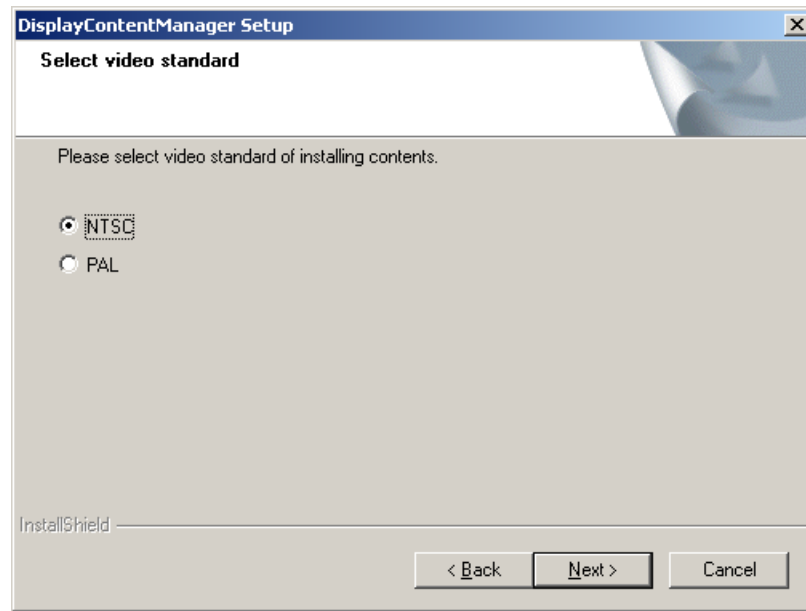 DisplayContentManager Setup
Select video standard
Please select video standard of installing contents.
NTSC
PAL
InstallShield
< Back Next > Cancel